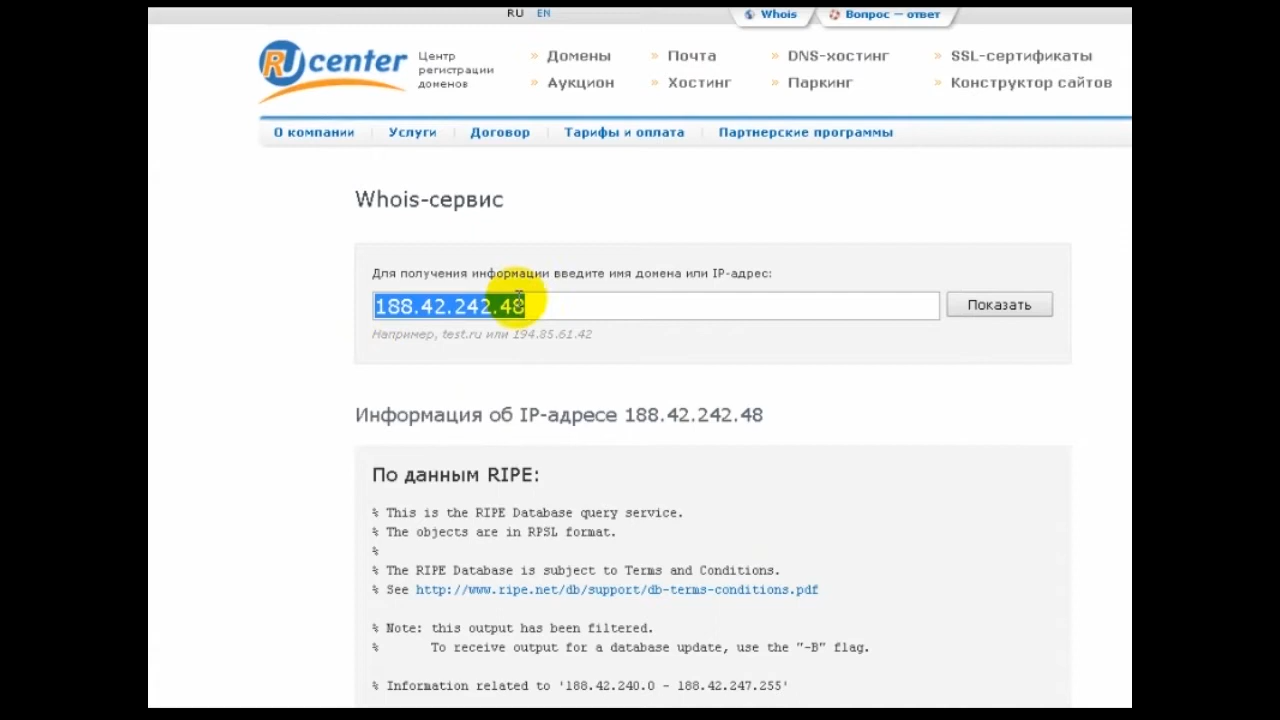 RU EN Whois Вопрос — ответ
RU center Центр регистрации доменов
» Домены » Почта » DNS-хостинг » SSL-сертификаты
» Аукцион » Хостинг » Паркинг » Конструктор сайтов
О компании Услуги Договор Тарифы и оплата Партнерские программы
Whois-сервис
Для получения информации введите имя домена или IP-адрес:
188.42.242.48 Показать
Например, test.ru или 194.85.61.42
Информация об IP-адресе 188.42.242.48
По данным RIPE:
% This is the RIPE Database query service.
% The objects are in RPSL format.
%
% The RIPE Database is subject to Terms and Conditions.
% See http://www.ripe.net/db/support/db-terms-conditions.pdf
% Note: this output has been filtered.
% To receive output for a database update, use the "-B" flag.
% Information related to '188.42.240.0 - 188.42.247.255'